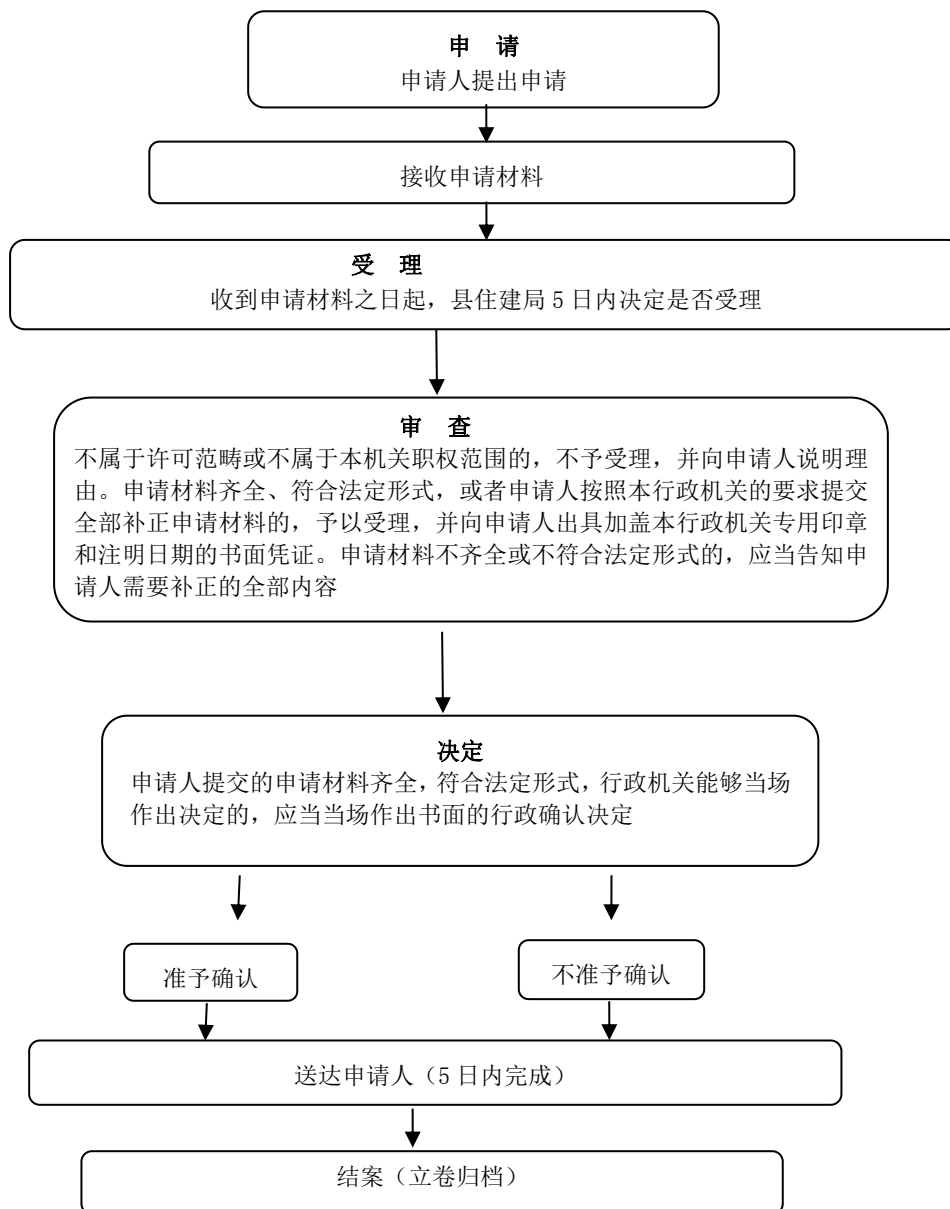 申 请
申请人提出申请
接收申请材料
受 理
收到申请材料之日起，县住建局 5 日内决定是否受理
审 查
不属于许可范畴或不属于本机关职权范围的，不予受理，并向申请人说明理
由。申请材料齐全、符合法定形式，或者申请人按照本行政机关的要求提交
全部补正申请材料的，予以受理，并向申请人出具加盖本行政机关专用印章
和注明日期的书面凭证。申请材料不齐全或不符合法定形式的，应当告知申
请人需要补正的全部内容
决定
申请人提交的申请材料齐全，符合法定形式，行政机关能够当场
作出决定的，应当当场作出书面的行政确认决定
准予确认
不准予确认
送达申请人（5 日内完成）
结案（立卷归档）